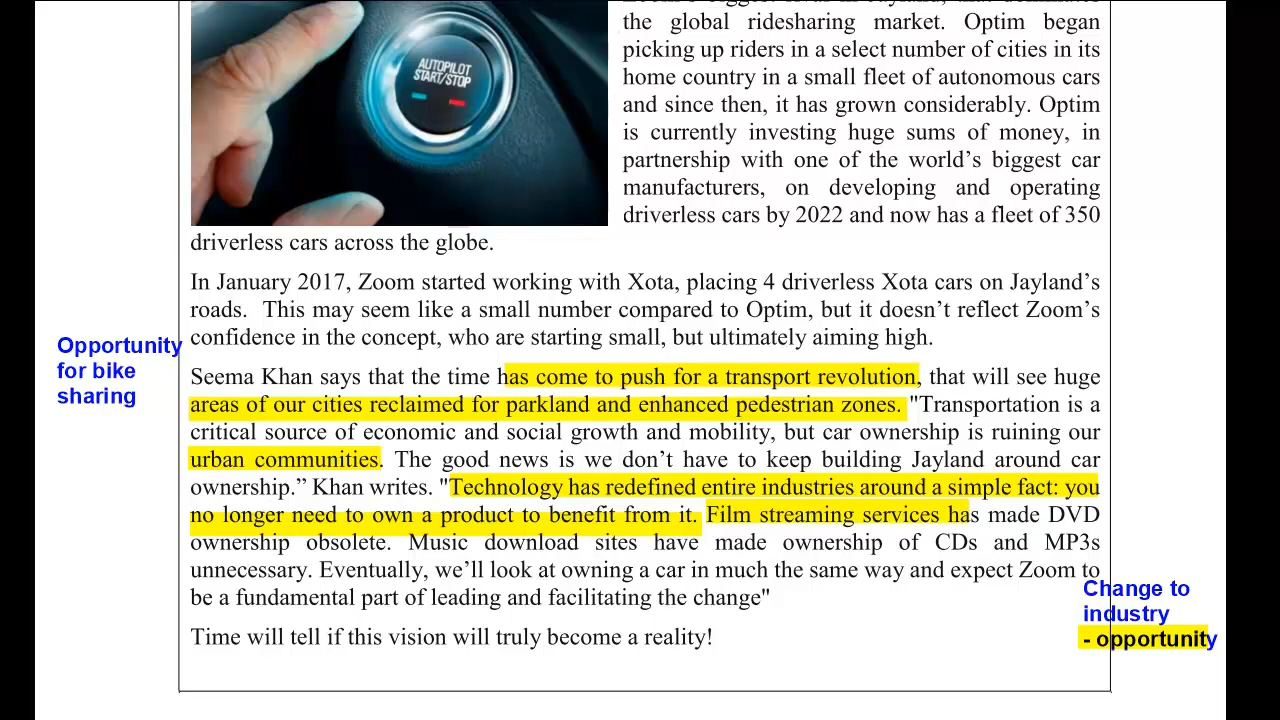 Zoom's biggest rival in Jayland, that dominates
the global ridesharing market. Optim began
picking up riders in a select number of cities in its
home country in a small fleet of autonomous cars
and since then, it has grown considerably. Optim
is currently investing huge sums of money, in
partnership with one of the world’s biggest car
manufacturers, on developing and operating
driverless cars by 2022 and now has a fleet of 350
driverless cars across the globe.
AUTOPILOT
START/STOP
In January 2017, Zoom started working with Xota, placing 4 driverless Xota cars on Jayland’s
roads. This may seem like a small number compared to Optim, but it doesn’t reflect Zoom’s
confidence in the concept, who are starting small, but ultimately aiming high.
Opportunity
for bike
sharing
Seema Khan says that the time has come to push for a transport revolution, that will see huge
areas of our cities reclaimed for parkland and enhanced pedestrian zones. "Transportation is a
critical source of economic and social growth and mobility, but car ownership is ruining our
urban communities. The good news is we don’t have to keep building Jayland around car
ownership.” Khan writes. "Technology has redefined entire industries around a simple fact: you
no longer need to own a product to benefit from it. Film streaming services has made DVD
ownership obsolete. Music download sites have made ownership of CDs and MP3s
unnecessary. Eventually, we’ll look at owning a car in much the same way and expect Zoom to
be a fundamental part of leading and facilitating the change"
Change to
industry
- opportunity
Time will tell if this vision will truly become a reality!